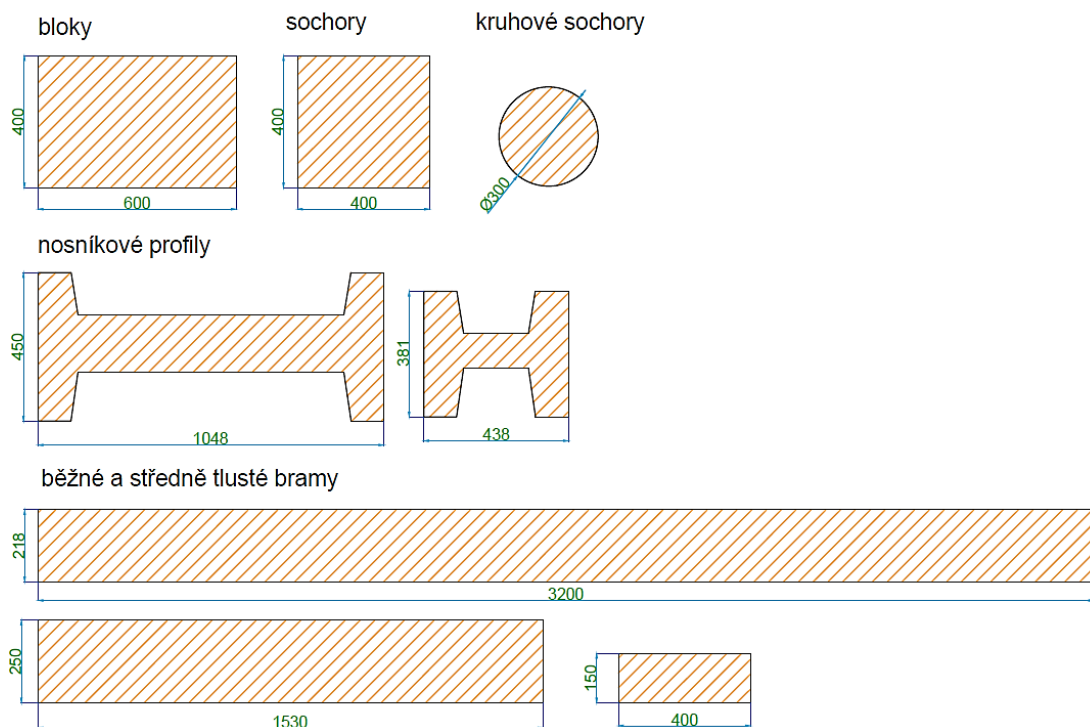 bloky
sochory
kruhové sochory
400
600
400
400
Ø300
nosníkové profily
450
1048
381
438
běžné a středně tlusté bramy
218
3200
250
1530
150
400